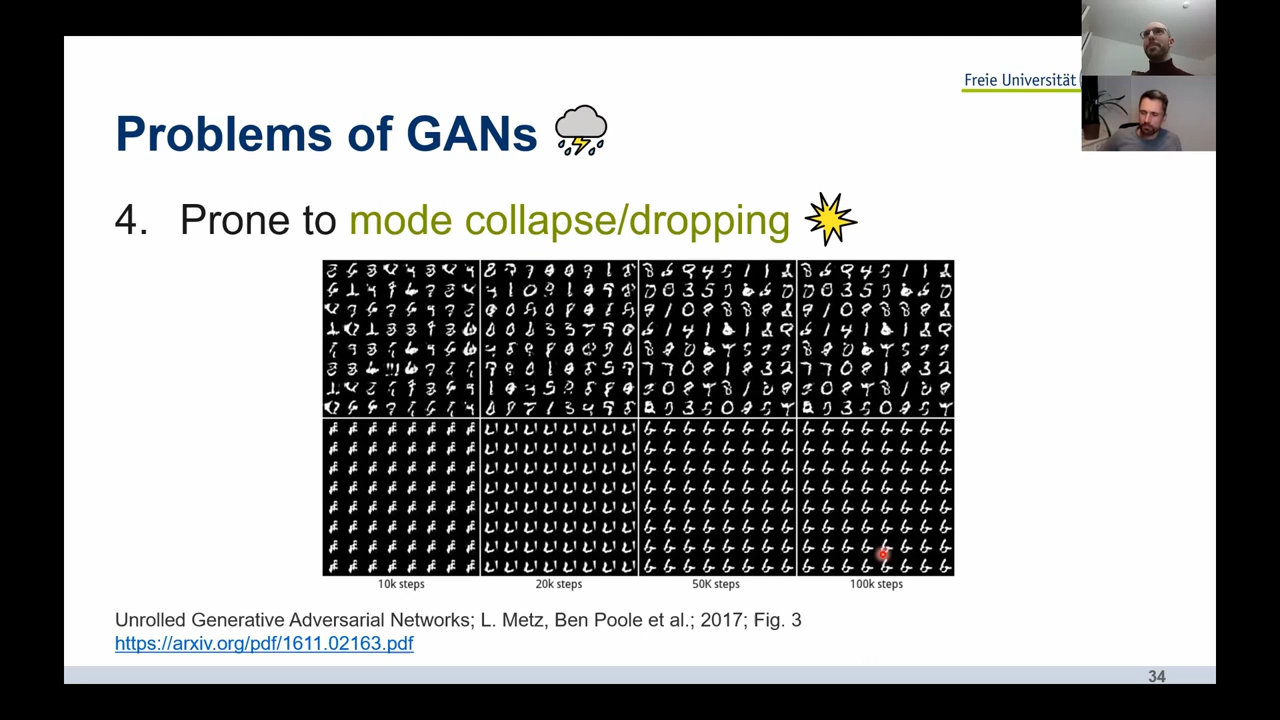 Freie Universität
Problems of GANs
4. Prone to mode collapse/dropping
10k steps
20k steps
50K steps
100k steps
Unrolled Generative Adversarial Networks; L. Metz, Ben Poole et al.; 2017; Fig. 3
https://arxiv.org/pdf/1611.02163.pdf
34